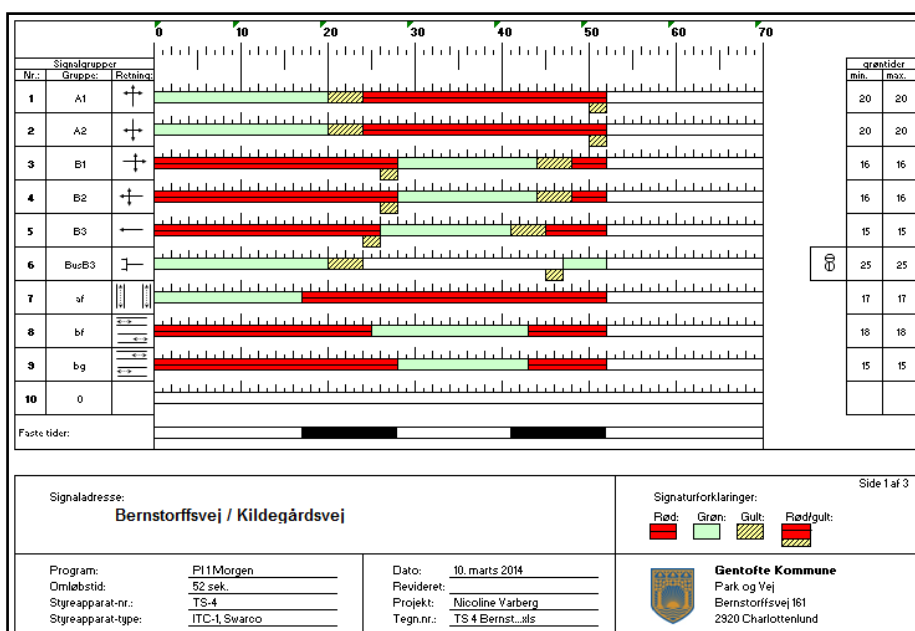 0 10 20 30 40 50 60 70
Signalgrupper grøntider
Nr.: Gruppe: Retning: min. max.
1 A1 20 20
2 A2 20 20
3 B1 16 16
4 B2 16 16
5 B3 15 15
6 BusB3 25 25
7 af 17 17
8 bf 18 18
9 bg 15 15
10 0
Faste tider:
Side 1 af 3
Signaladresse:
Bernstorffsvej / Kildegårdsvej
Signaturforklaringer:
Rød: Grøn: Gult: Rød/gult:
Program: Pl 1 Morgen
Omløbstid: 52 sek.
Styreapparat-nr.: TS-4
Styreapparat-type: ITC-1, Swarco
Dato: 10. marts 2014
Revideret:
Projekt: Nicoline Varberg
Tegn.nr.: TS 4 Bernst...xls
Gentofte Kommune
Park og Vej
Bernstorffsvej 161
2920 Charlottenlund